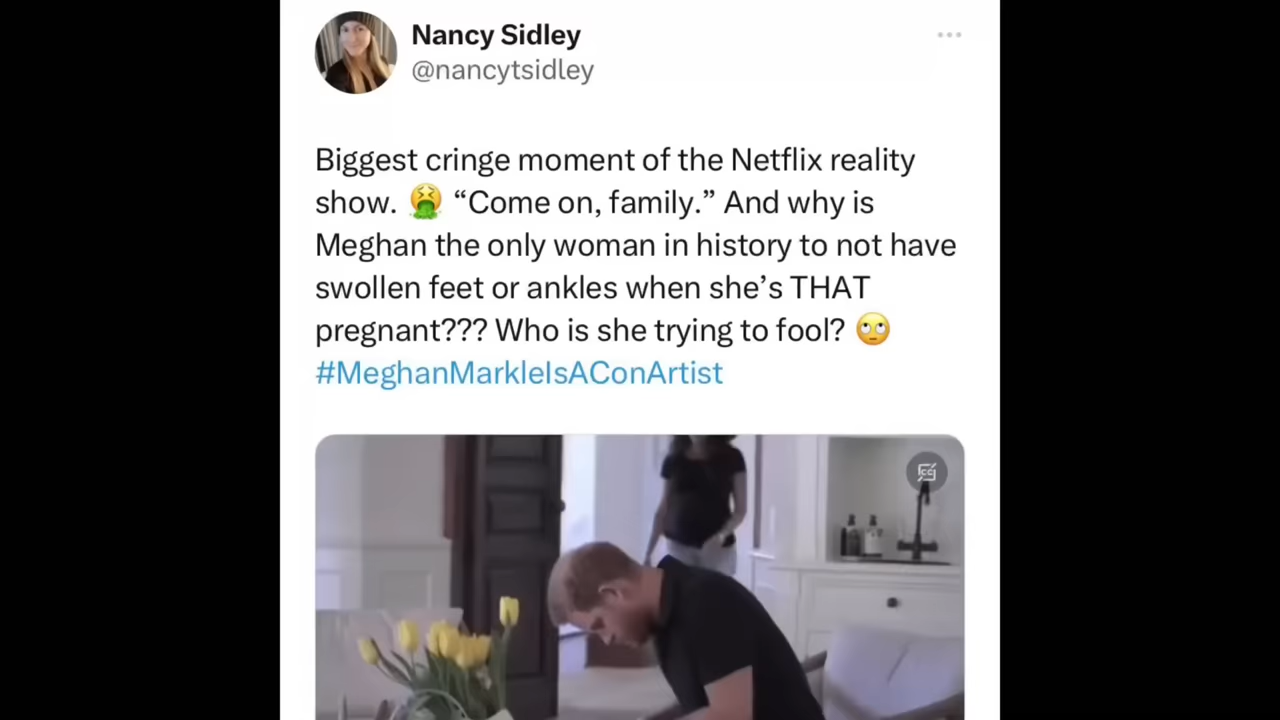 Nancy Sidley
@nancytsidley
Biggest cringe moment of the Netflix reality
show. 🤮 “Come on, family.” And why is
Meghan the only woman in history to not have
swollen feet or ankles when she’s THAT
pregnant??? Who is she trying to fool? 🙄
#MeghanMarkleIsAConArtist